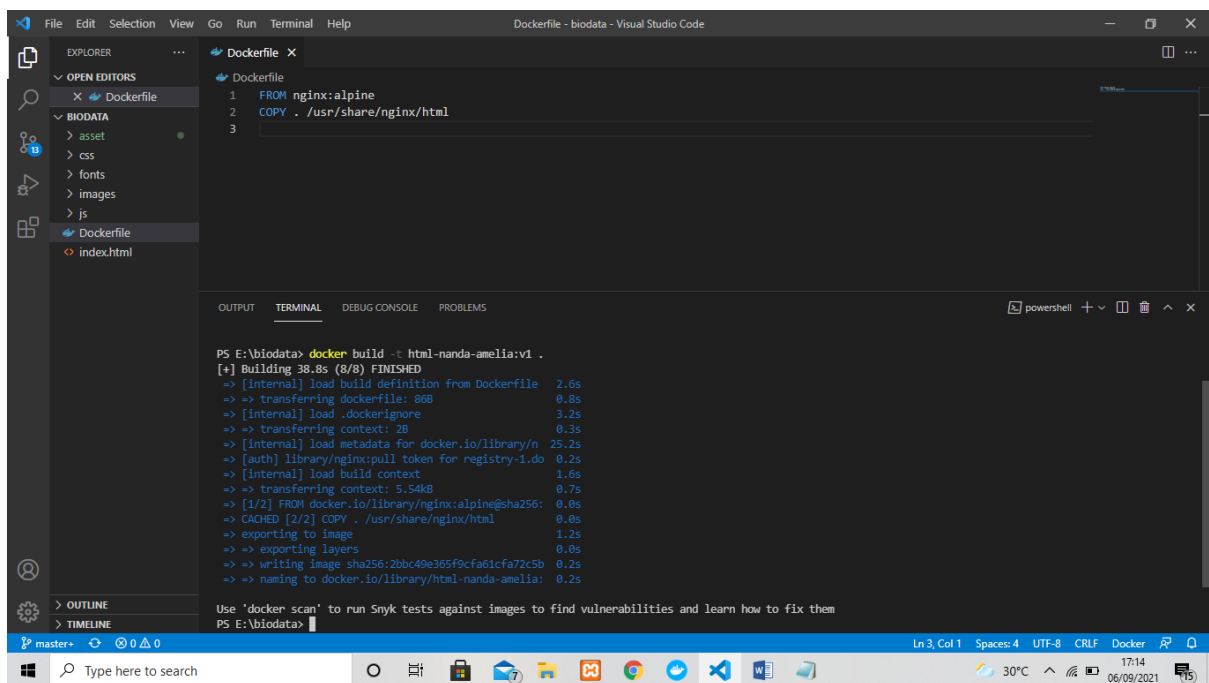 File Edit Selection View Go Run Terminal Help Dockerfile - biodata - Visual Studio Code
EXPLORER
OPEN EDITORS
Dockerfile
BIODATA
asset
css
fonts
images
js
Dockerfile
index.html
OUTLINE
TIMELINE
13
Dockerfile
Dockerfile
1 FROM nginx:alpine
2 COPY . /usr/share/nginx/html
3
OUTPUT TERMINAL DEBUG CONSOLE PROBLEMS powershell
PS E:\biodata> docker build -t html-nanda-amelia:v1 .
[+] Building 38.8s (8/8) FINISHED
=> [internal] load build definition from Dockerfile 2.6s
=> => transferring dockerfile: 86B 0.8s
=> [internal] load .dockerignore 3.2s
=> => transferring context: 2B 0.3s
=> [internal] load metadata for docker.io/library/n 25.2s
=> [auth] library/nginx:pull token for registry-1.do 0.2s
=> [internal] load build context 1.6s
=> => transferring context: 5.54kB 0.7s
=> [1/2] FROM docker.io/library/nginx:alpine@sha256: 0.0s
=> CACHED [2/2] COPY . /usr/share/nginx/html 0.0s
=> exporting to image 1.2s
=> => exporting layers 0.0s
=> => writing image sha256:2bbc49e365f9cfa61cfa72c5b 0.2s
=> => naming to docker.io/library/html-nanda-amelia: 0.2s
Use 'docker scan' to run Snyk tests against images to find vulnerabilities and learn how to fix them
PS E:\biodata>
master+ 0 0 Ln 3, Col 1 Spaces: 4 UTF-8 CRLF Docker
Type here to search 7 30°C 17:14
06/09/2021 15